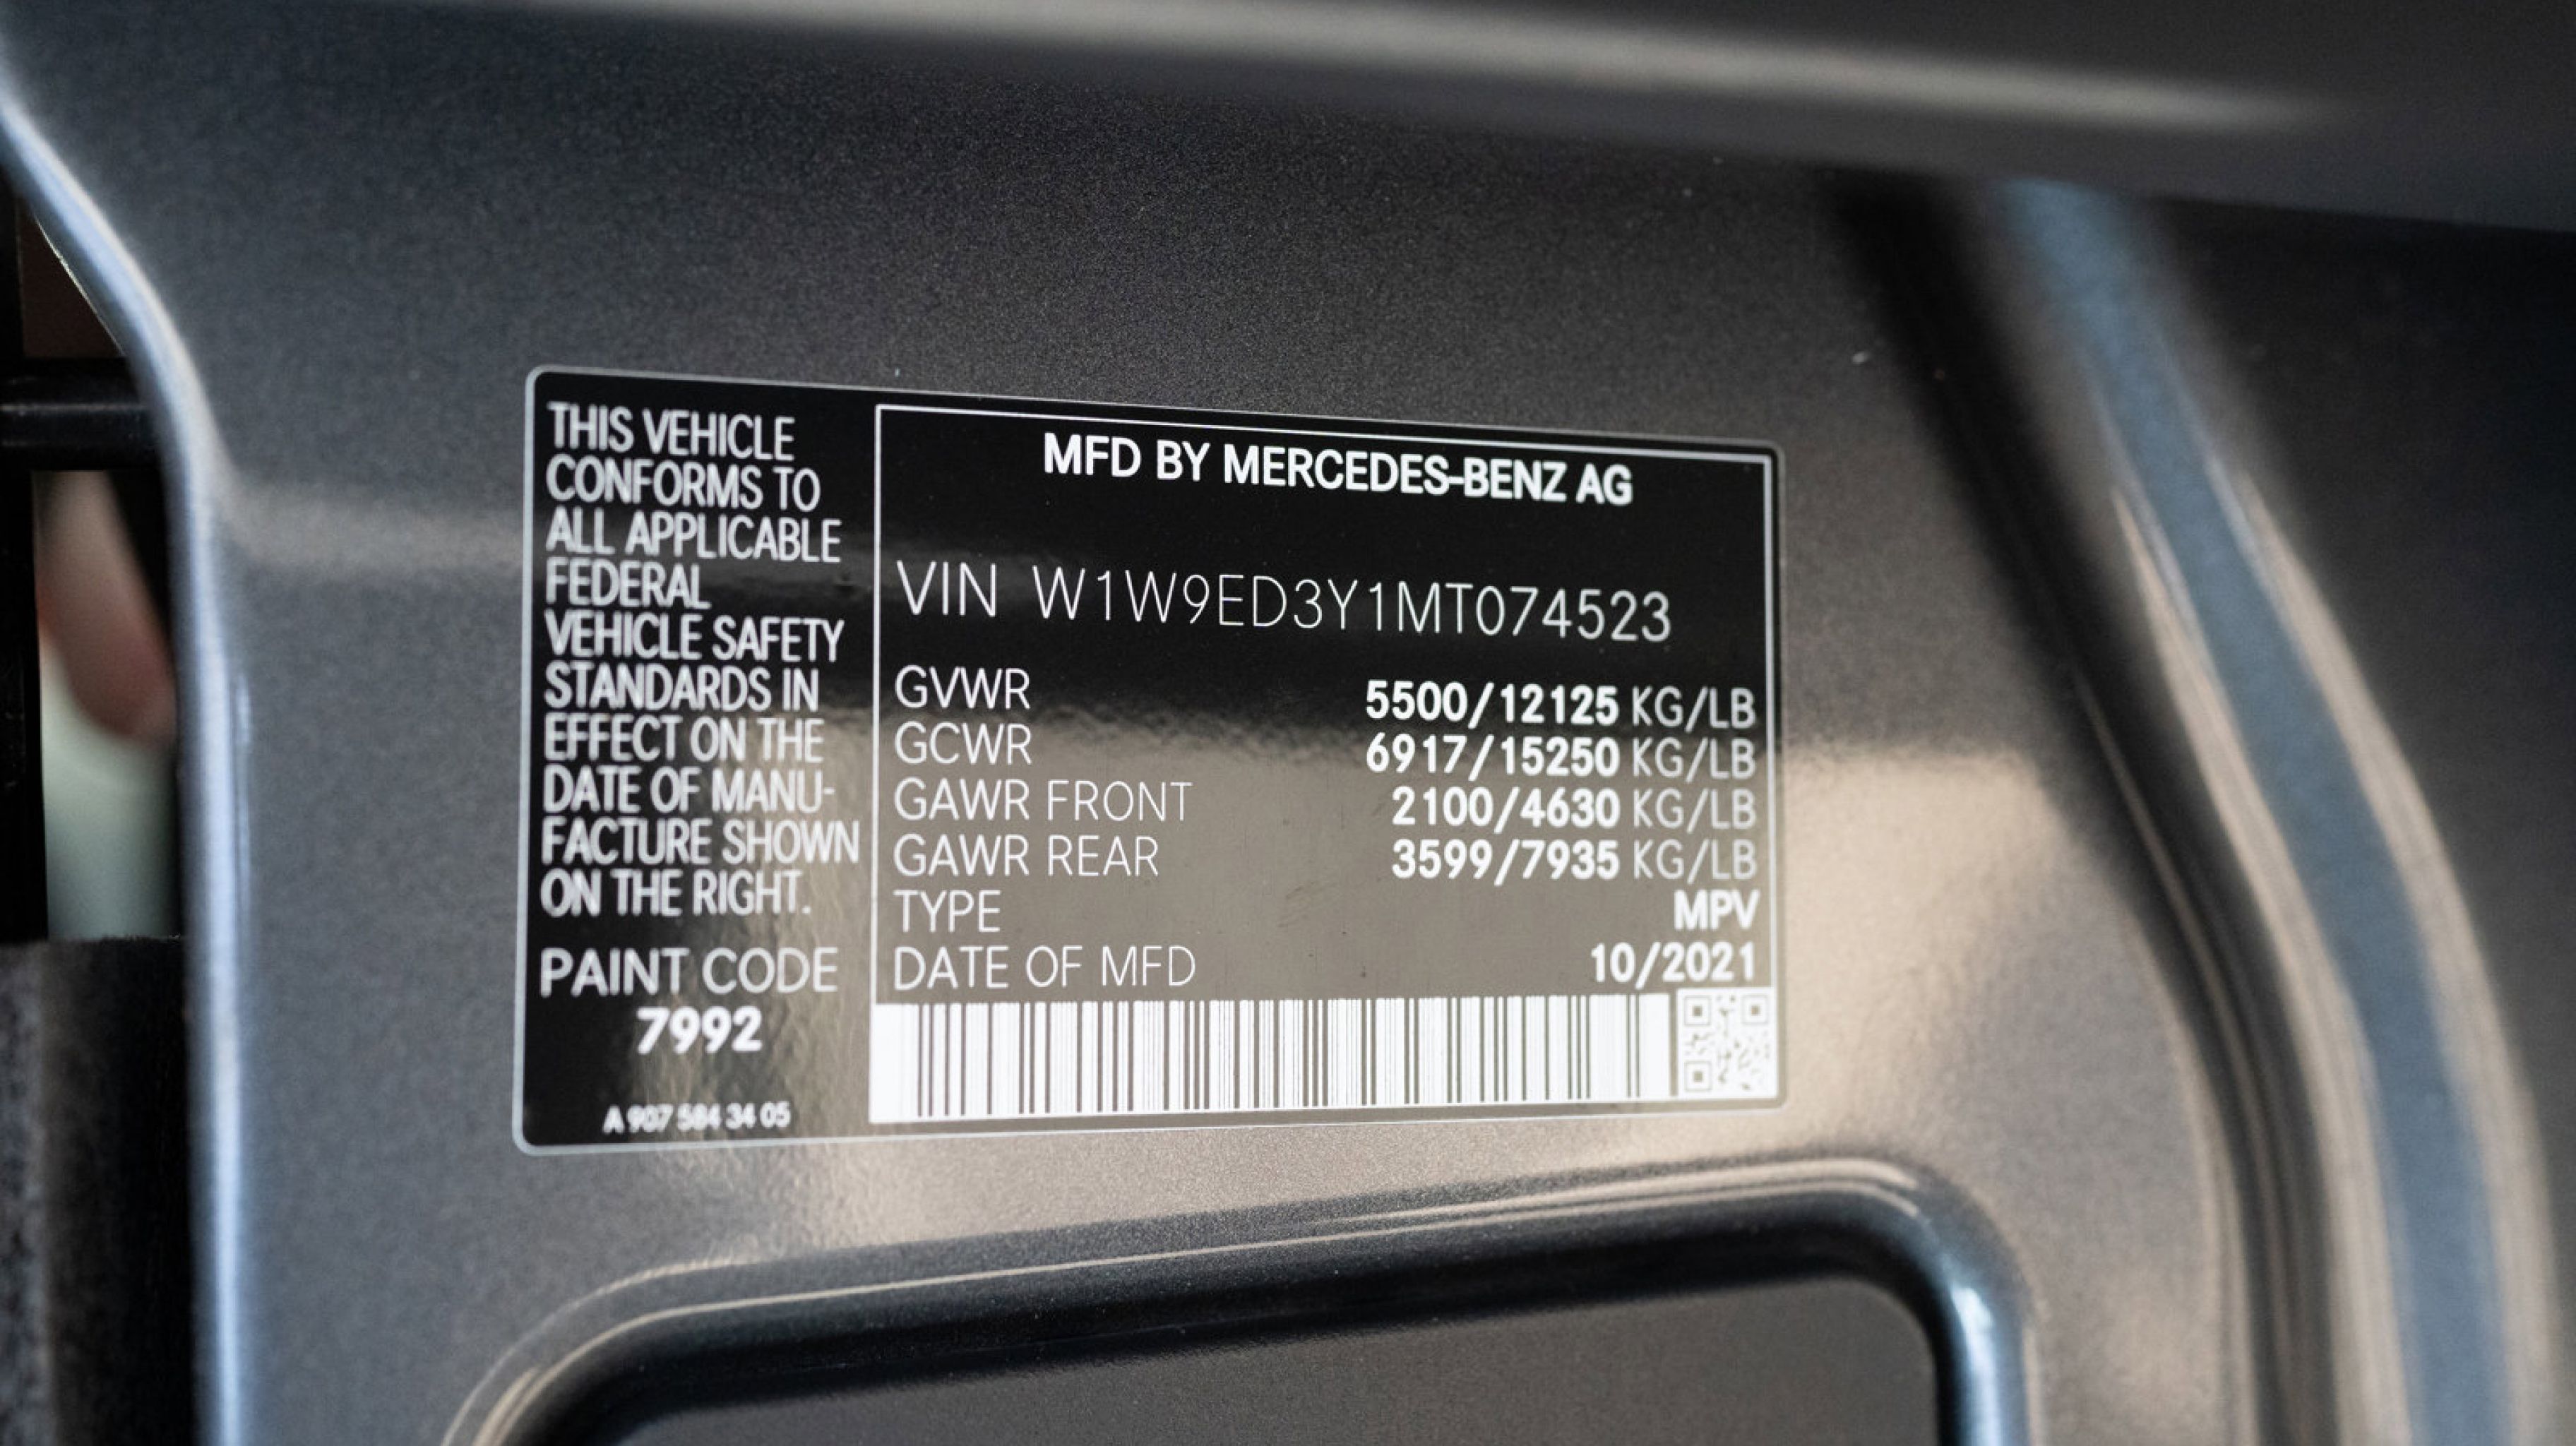 THIS VEHICLE
CONFORMS TO
ALL APPLICABLE
FEDERAL
VEHICLE SAFETY
STANDARDS IN
EFFECT ON THE
DATE OF MANU-
FACTURE SHOWN
ON THE RIGHT.
PAINT CODE
7992
A 907 584 34 05
MFD BY MERCEDES-BENZ AG
VIN W1W9ED3Y1MT074523
GVWR 5500/12125 KG/LB
GCWR 6917/15250 KG/LB
GAWR FRONT 2100/4630 KG/LB
GAWR REAR 3599/7935 KG/LB
TYPE MPV
DATE OF MFD 10/2021